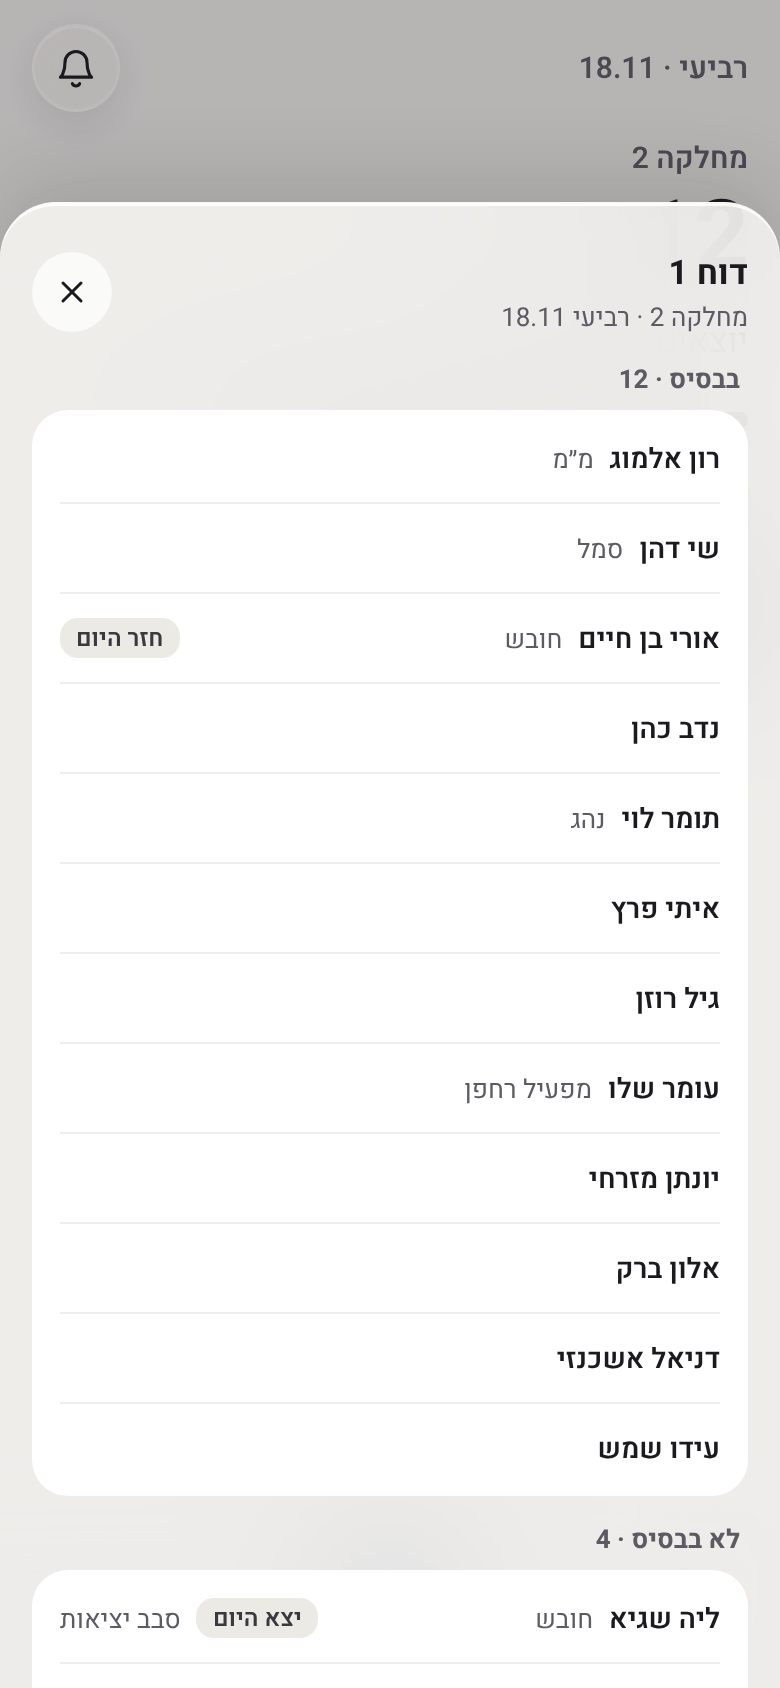 רביעי · 18.11
מחלקה 2
12
דוח 1
מחלקה 2 · רביעי 18.11
בבסיס · 12
רון אלמוג מ״מ
שי דהן סמל
אורי בן חיים חובש חזר היום
נדב כהן
תומר לוי נהג
איתי פרץ
גיל רוזן
עומר שלו מפעיל רחפן
יונתן מזרחי
אלון ברק
דניאל אשכנזי
עידו שמש
לא בבסיס · 4
ליה שגיא חובש יצא היום סבב יציאות